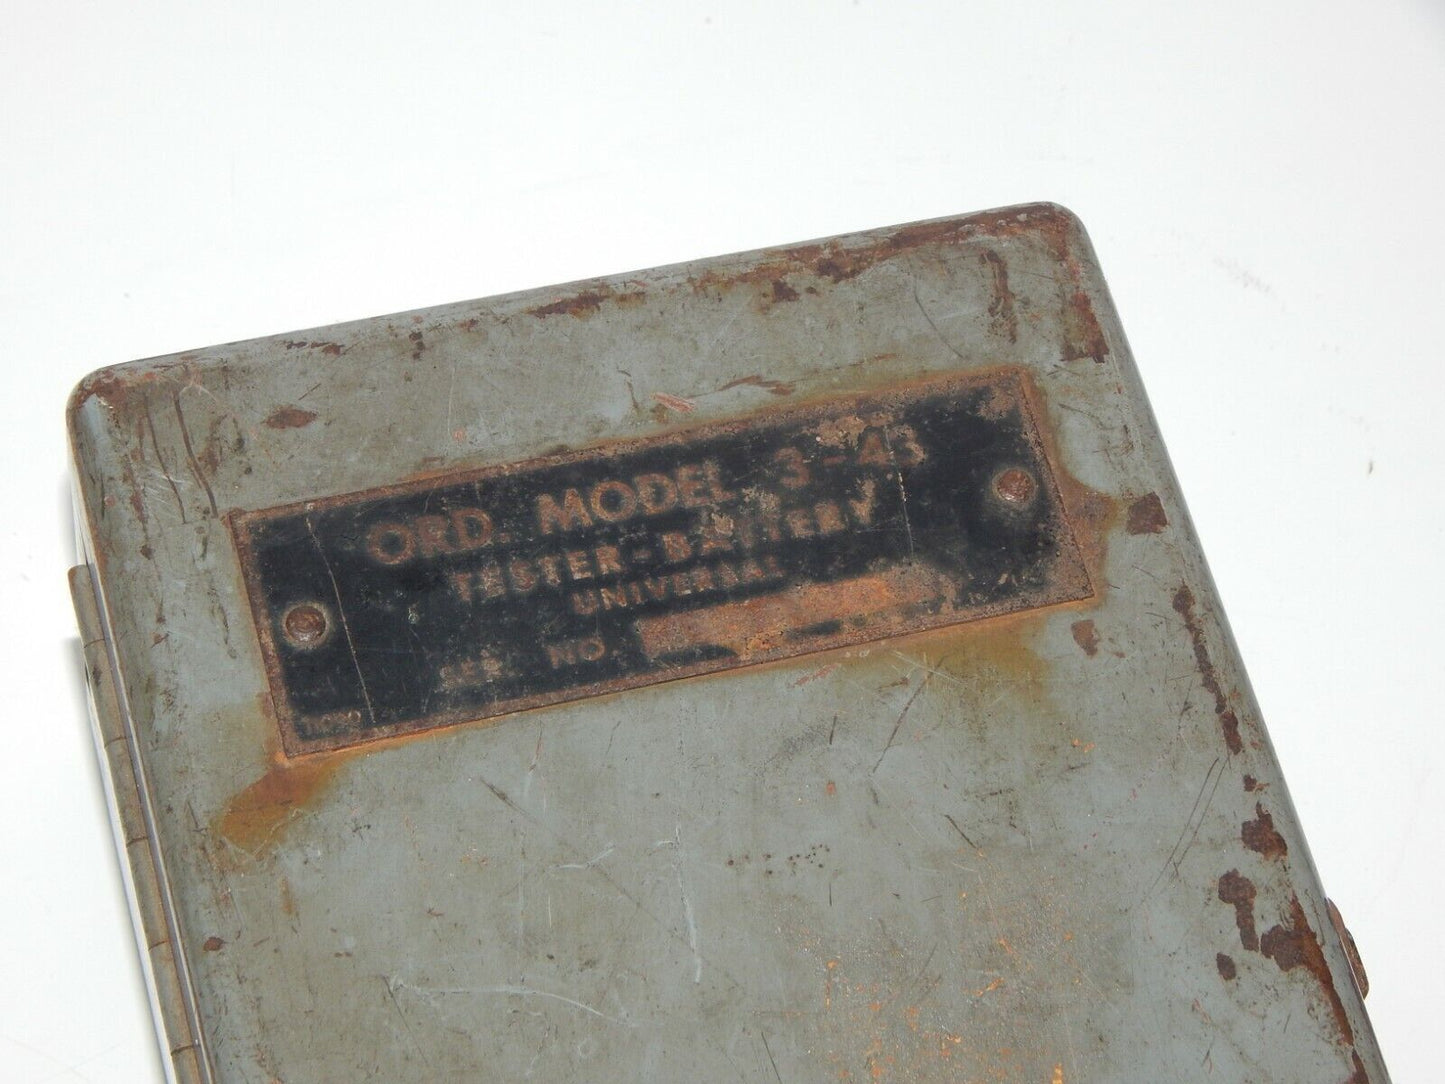 ORD. MODEL 3-43
TESTER-BATTERY
UNIVERSAL
SER. NO.